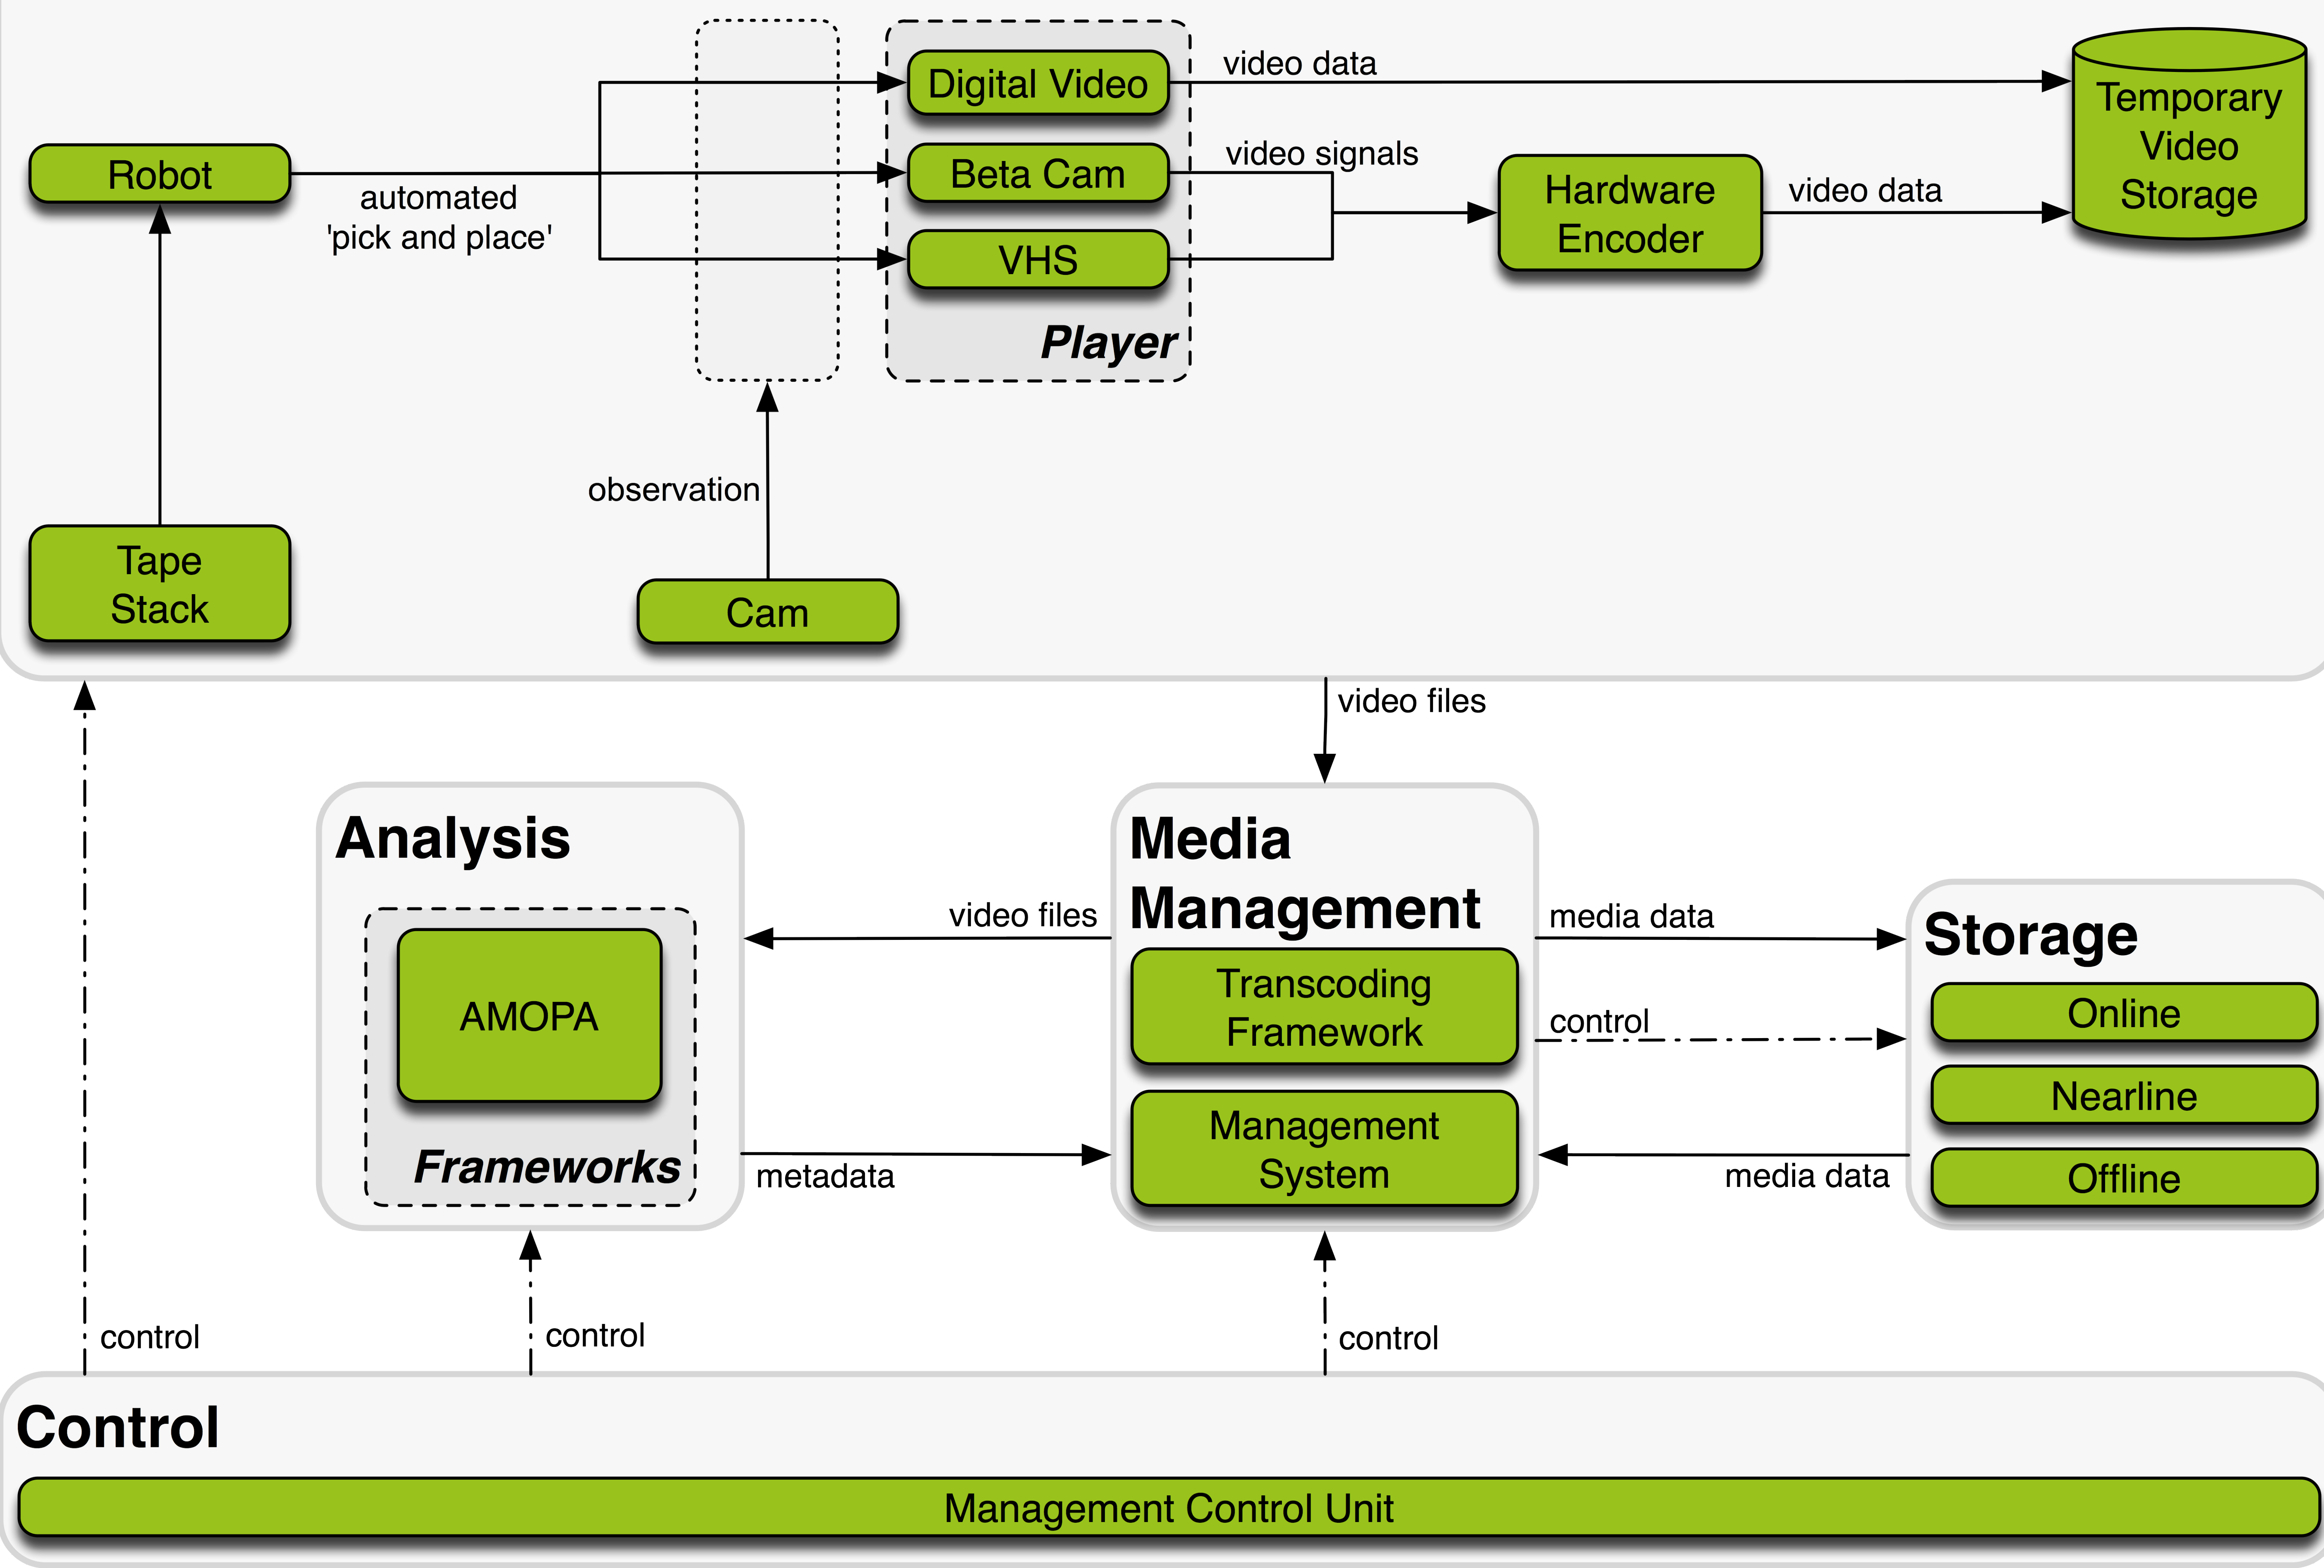 Digital Video
video data
Temporary
Video
Storage
Robot
automated
'pick and place'
Beta Cam
video signals
Hardware
Encoder
video data
VHS
Player
observation
Tape
Stack
Cam
video files
Analysis
AMOPA
Frameworks
video files
metadata
Media
Management
Transcoding
Framework
Management
System
media data
control
media data
Storage
Online
Nearline
Offline
control
control
control
Control
Management Control Unit